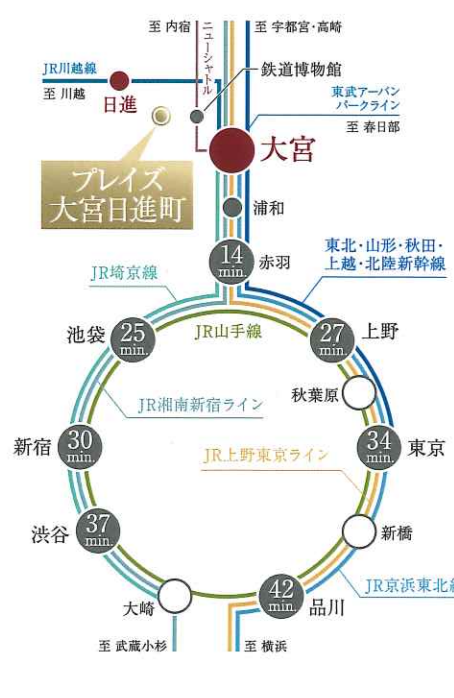 至 内宿
ニューシャトル
至 宇都宮・高崎
JR川越線
至 川越
日進
鉄道博物館
東武アーバン
パークライン
至 春日部
大宮
プレイズ
大宮日進町
浦和
14
min.
赤羽
東北・山形・秋田・
上越・北陸新幹線
JR埼京線
JR山手線
池袋
25
min.
27
min.
上野
秋葉原
JR湘南新宿ライン
新宿
30
min.
34
min.
東京
JR上野東京ライン
渋谷
37
min.
新橋
JR京浜東北線
大崎
42
min.
品川
至 武蔵小杉
至 横浜